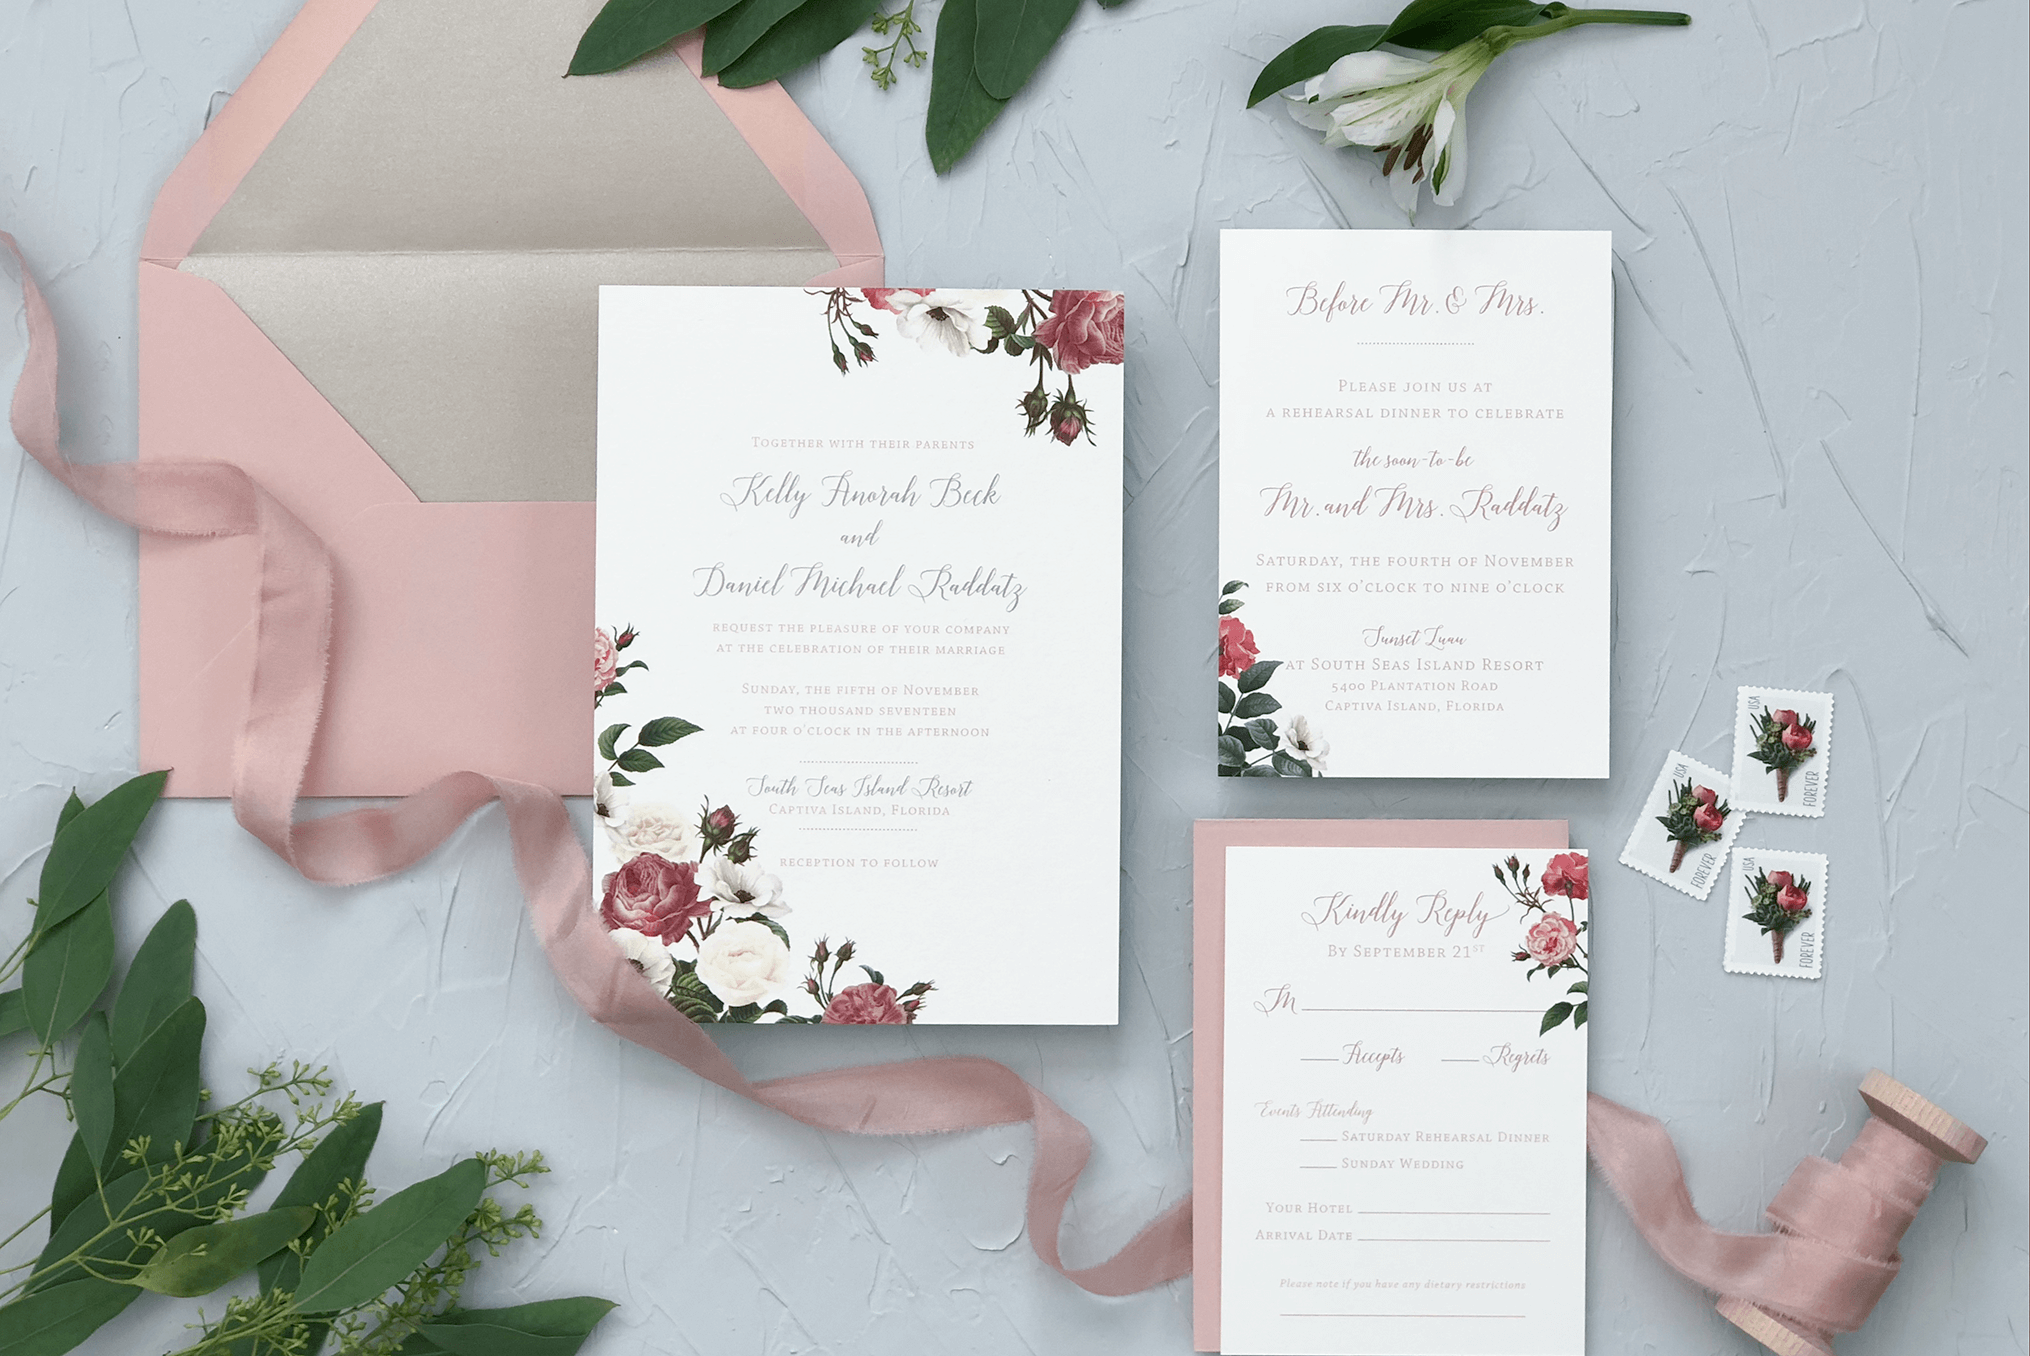 Together with their parents
Kelly Anorah Beck
and
Daniel Michael Raddatz
request the pleasure of your company
at the celebration of their marriage
Sunday, the fifth of November
two thousand seventeen
at four o'clock in the afternoon
South Seas Island Resort
Captiva Island, Florida
reception to follow
Before Mr. & Mrs.
Please join us at
a rehearsal dinner to celebrate
the soon-to-be
Mr. and Mrs. Raddatz
Saturday, the fourth of November
from six o'clock to nine o'clock
Sunset Luau
at South Seas Island Resort
5400 Plantation Road
Captiva Island, Florida
Kindly Reply
By September 21st
M
Accepts Regrets
Events Attending
Saturday Rehearsal Dinner
Sunday Wedding
Your Hotel
Arrival Date
Please note if you have any dietary restrictions
USA
FOREVER
USA
FOREVER
USA
FOREVER